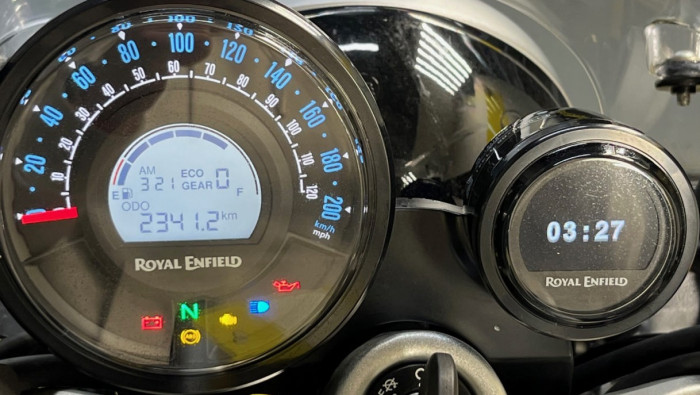 20 40 60 80 100 120 140 160 180 200
10 20 30 40 50 60 70 80 90 100 110 120
km/h
mph
AM ECO
3 21 GEAR 0
E F
ODO
2341.2 km
ROYAL ENFIELD
N
ABS
03:27
ROYAL ENFIELD